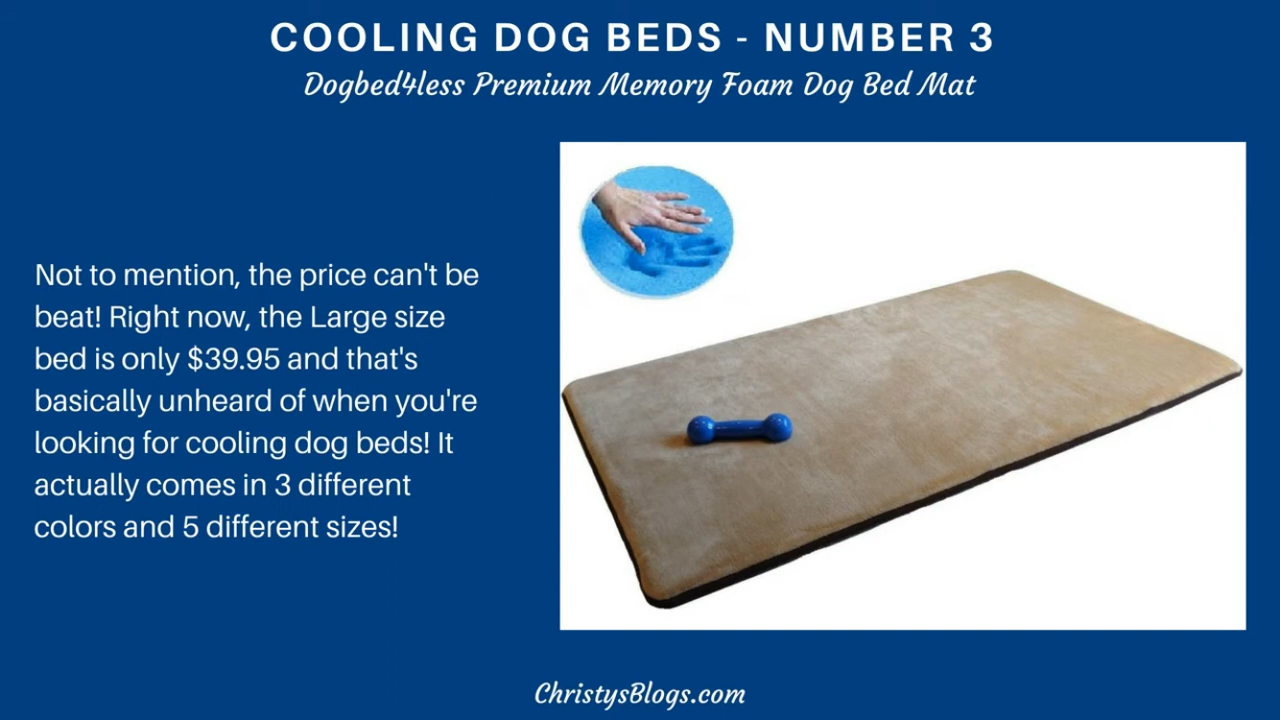 COOLING DOG BEDS - NUMBER 3
Dogbed4less Premium Memory Foam Dog Bed Mat
Not to mention, the price can't be
beat! Right now, the Large size
bed is only $39.95 and that's
basically unheard of when you're
looking for cooling dog beds! It
actually comes in 3 different
colors and 5 different sizes!
ChristysBlogs.com